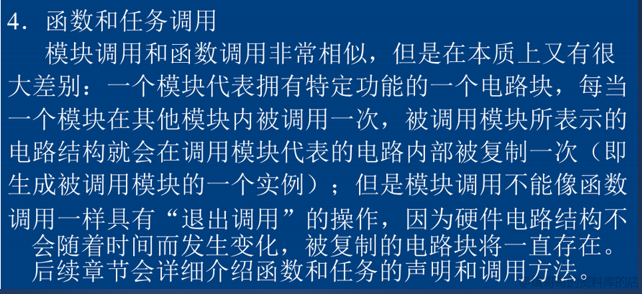 4．函数和任务调用
模块调用和函数调用非常相似，但是在本质上又有很
大差别：一个模块代表拥有特定功能的一个电路块，每当
一个模块在其他模块内被调用一次，被调用模块所表示的
电路结构就会在调用模块代表的电路内部被复制一次（即
生成被调用模块的一个实例）；但是模块调用不能像函数
调用一样具有“退出调用”的操作，因为硬件电路结构不
会随着时间而发生变化，被复制的电路块将一直存在。
后续章节会详细介绍函数和任务的声明和调用方法。